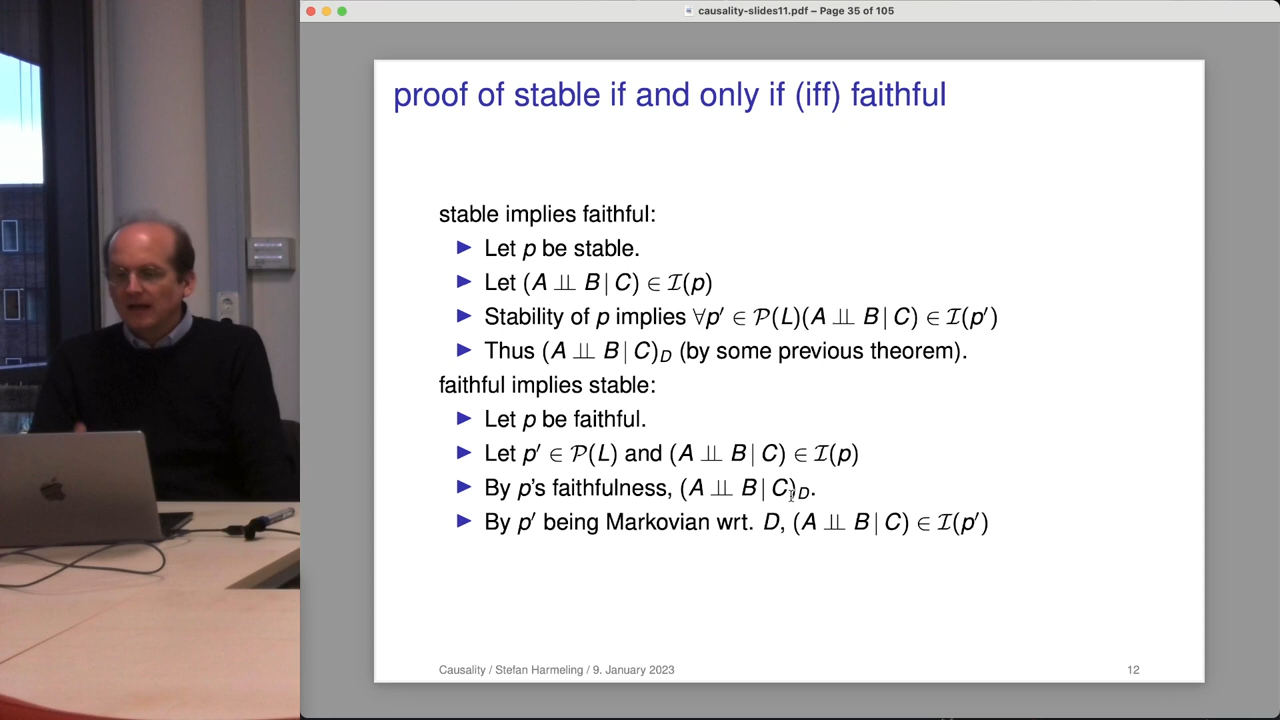 causality-slides11.pdf – Page 35 of 105
proof of stable if and only if (iff) faithful
stable implies faithful:
▶ Let p be stable.
▶ Let (A ⫫ B | C) ∈ ℐ(p)
▶ Stability of p implies ∀p′ ∈ 𝒫(L)(A ⫫ B | C) ∈ ℐ(p′)
▶ Thus (A ⫫ B | C)_D (by some previous theorem).
faithful implies stable:
▶ Let p be faithful.
▶ Let p′ ∈ 𝒫(L) and (A ⫫ B | C) ∈ ℐ(p)
▶ By p's faithfulness, (A ⫫ B | C)_D.
▶ By p′ being Markovian wrt. D, (A ⫫ B | C) ∈ ℐ(p′)
Causality / Stefan Harmeling / 9. January 2023
12